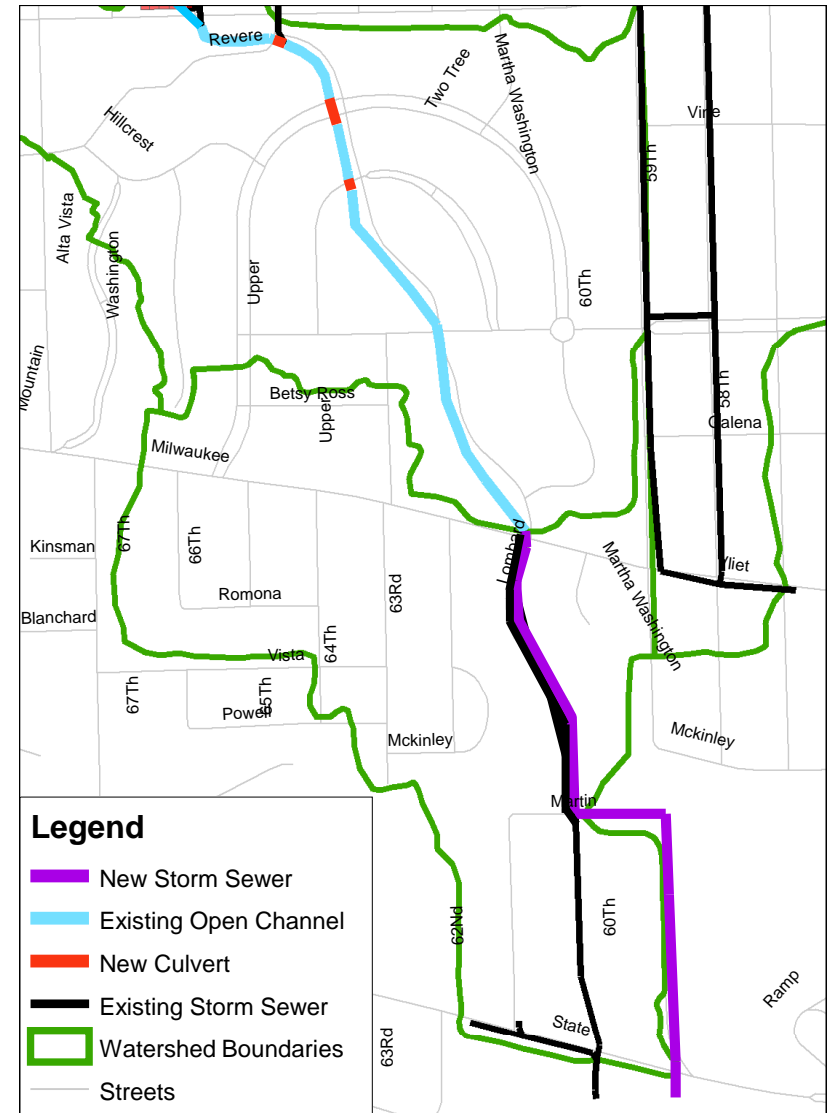 Revere
Two Tree
Martha Washington
Hillcrest
Vine
59Th
Alta Vista
Washington
Upper
60Th
Mountain
Betsy Ross
Upper
58Th
Galena
Milwaukee
Lombard
Kinsman
67Th
66Th
Martha Washington
Vliet
Romona
63Rd
Blanchard
Vista
64Th
67Th
65Th
Powell
Mckinley
Mckinley
Martin
Legend
New Storm Sewer
Existing Open Channel
New Culvert
Existing Storm Sewer
Watershed Boundaries
Streets
62Nd
60Th
Ramp
State
63Rd